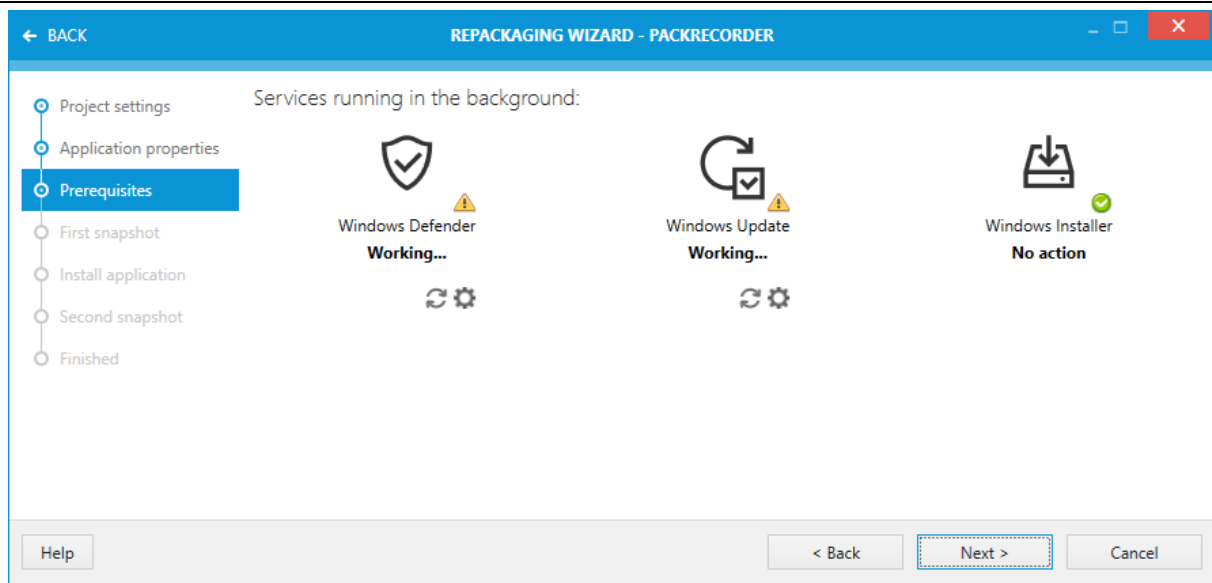 ← BACK
REPACKAGING WIZARD - PACKRECORDER
Project settings
Application properties
Prerequisites
First snapshot
Install application
Second snapshot
Finished
Services running in the background:
Windows Defender
Working...
Windows Update
Working...
Windows Installer
No action
Help
< Back
Next >
Cancel